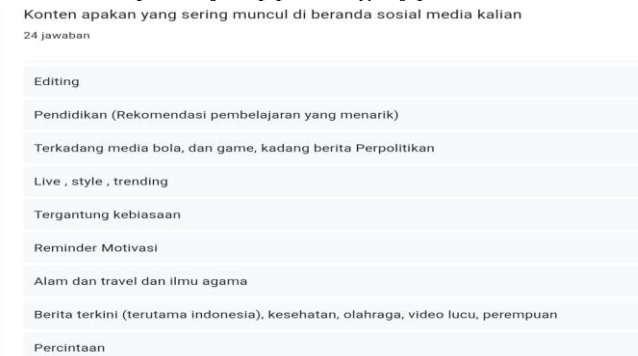 Konten apakan yang sering muncul di beranda sosial media kalian
24 jawaban
Editing
Pendidikan (Rekomendasi pembelajaran yang menarik)
Terkadang media bola, dan game, kadang berita Perpolitikan
Live , style , trending
Tergantung kebiasaan
Reminder Motivasi
Alam dan travel dan ilmu agama
Berita terkini (terutama indonesia), kesehatan, olahraga, video lucu, perempuan
Percintaan